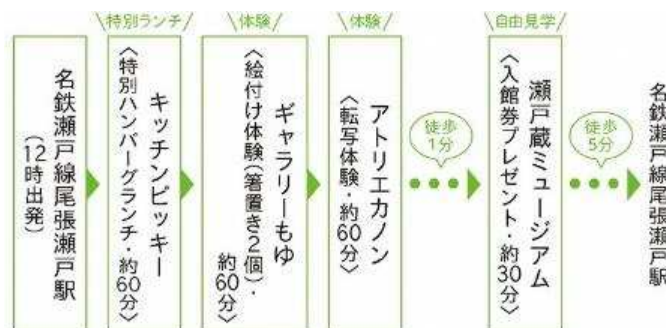 名鉄瀬戸線尾張瀬戸駅
(12時出発)
特別ランチ
キッチンピッキー
〈特別ハンバーグランチ・約60分〉
体験
ギャラリーもゆ
〈絵付け体験(箸置き2個)・
約60分〉
体験
アトリエカノン
〈転写体験・約60分〉
徒歩
1分
自由見学
瀬戸蔵ミュージアム
〈入館券プレゼント・約30分〉
徒歩
5分
名鉄瀬戸線尾張瀬戸駅